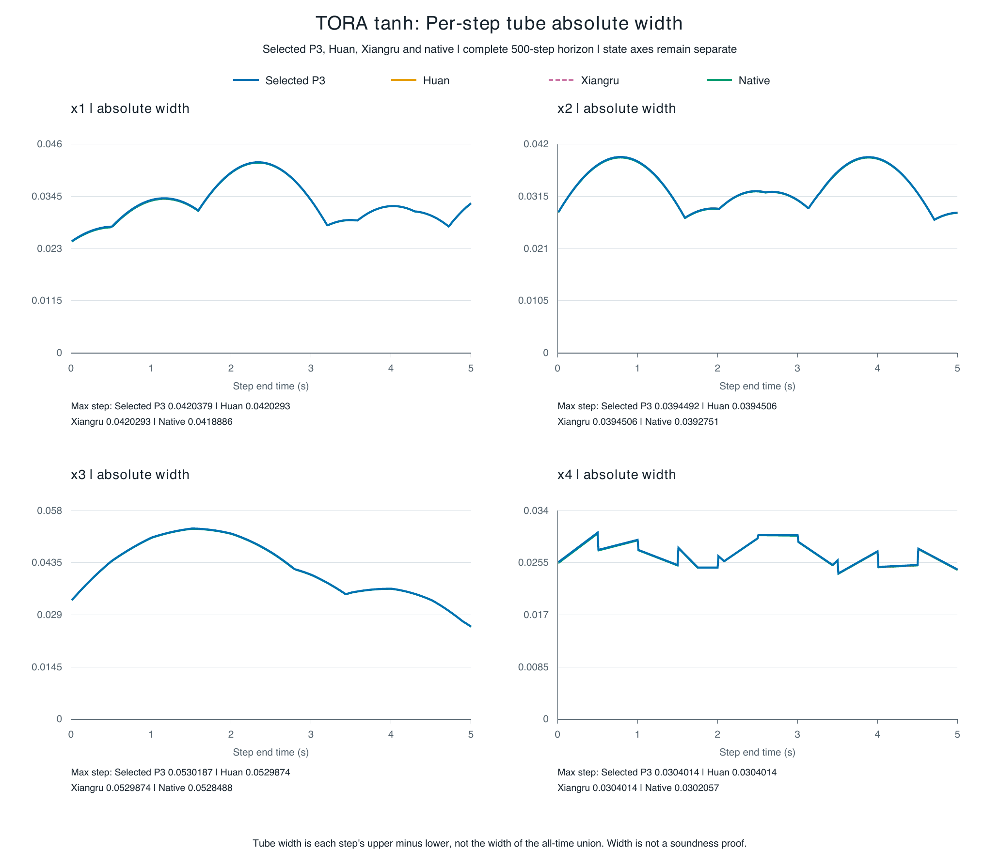 TORA tanh: Per-step tube absolute width
Selected P3, Huan, Xiangru and native | complete 500-step horizon | state axes remain separate
Selected P3 Huan Xiangru Native
x1 | absolute width
0.046
0.0345
0.023
0.0115
0
0 1 2 3 4 5
Step end time (s)
Max step: Selected P3 0.0420379 | Huan 0.0420293
Xiangru 0.0420293 | Native 0.0418886
x2 | absolute width
0.042
0.0315
0.021
0.0105
0
0 1 2 3 4 5
Step end time (s)
Max step: Selected P3 0.0394492 | Huan 0.0394506
Xiangru 0.0394506 | Native 0.0392751
x3 | absolute width
0.058
0.0435
0.029
0.0145
0
0 1 2 3 4 5
Step end time (s)
Max step: Selected P3 0.0530187 | Huan 0.0529874
Xiangru 0.0529874 | Native 0.0528488
x4 | absolute width
0.034
0.0255
0.017
0.0085
0
0 1 2 3 4 5
Step end time (s)
Max step: Selected P3 0.0304014 | Huan 0.0304014
Xiangru 0.0304014 | Native 0.0302057
Tube width is each step's upper minus lower, not the width of the all-time union. Width is not a soundness proof.